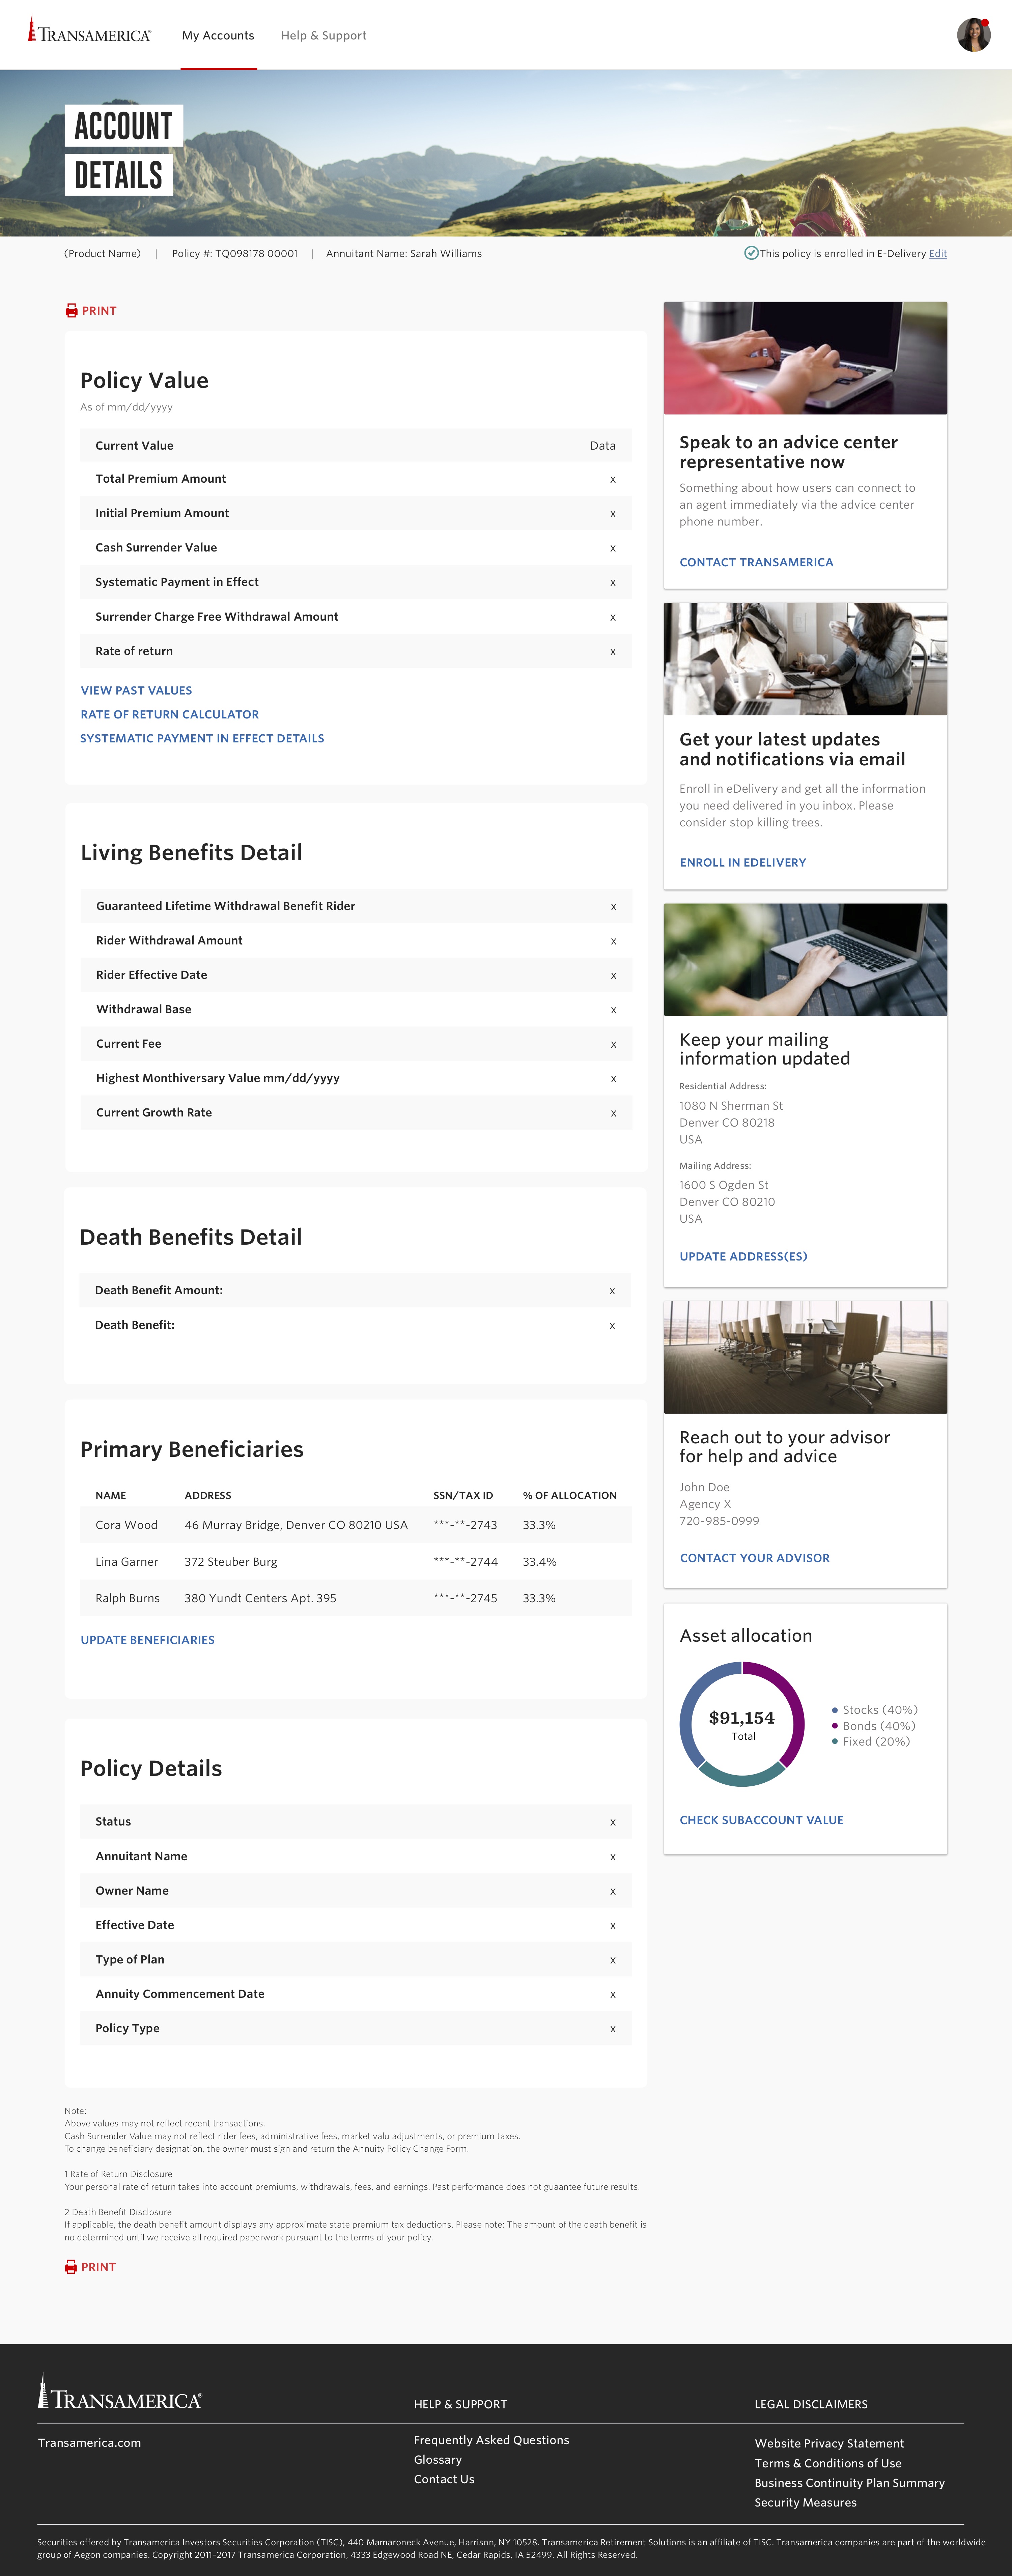 TRANSAMERICA®
My Accounts
Help & Support
ACCOUNT
DETAILS
(Product Name) | Policy #: TQ098178 00001 | Annuitant Name: Sarah Williams
This policy is enrolled in E-Delivery Edit
PRINT
Policy Value
As of mm/dd/yyyy
Current Value Data
Total Premium Amount x
Initial Premium Amount x
Cash Surrender Value x
Systematic Payment in Effect x
Surrender Charge Free Withdrawal Amount x
Rate of return x
VIEW PAST VALUES
RATE OF RETURN CALCULATOR
SYSTEMATIC PAYMENT IN EFFECT DETAILS
Living Benefits Detail
Guaranteed Lifetime Withdrawal Benefit Rider x
Rider Withdrawal Amount x
Rider Effective Date x
Withdrawal Base x
Current Fee x
Highest Monthiversary Value mm/dd/yyyy x
Current Growth Rate x
Death Benefits Detail
Death Benefit Amount: x
Death Benefit: x
Primary Beneficiaries
NAME ADDRESS SSN/TAX ID % OF ALLOCATION
Cora Wood 46 Murray Bridge, Denver CO 80210 USA ***-**-2743 33.3%
Lina Garner 372 Steuber Burg ***-**-2744 33.4%
Ralph Burns 380 Yundt Centers Apt. 395 ***-**-2745 33.3%
UPDATE BENEFICIARIES
Policy Details
Status x
Annuitant Name x
Owner Name x
Effective Date x
Type of Plan x
Annuity Commencement Date x
Policy Type x
Note:
Above values may not reflect recent transactions.
Cash Surrender Value may not reflect rider fees, administrative fees, market valu adjustments, or premium taxes.
To change beneficiary designation, the owner must sign and return the Annuity Policy Change Form.
1 Rate of Return Disclosure
Your personal rate of return takes into account premiums, withdrawals, fees, and earnings. Past performance does not guaantee future results.
2 Death Benefit Disclosure
If applicable, the death benefit amount displays any approximate state premium tax deductions. Please note: The amount of the death benefit is
no determined until we receive all required paperwork pursuant to the terms of your policy.
PRINT
Speak to an advice center
representative now
Something about how users can connect to
an agent immediately via the advice center
phone number.
CONTACT TRANSAMERICA
Get your latest updates
and notifications via email
Enroll in eDelivery and get all the information
you need delivered in you inbox. Please
consider stop killing trees.
ENROLL IN EDELIVERY
Keep your mailing
information updated
Residential Address:
1080 N Sherman St
Denver CO 80218
USA
Mailing Address:
1600 S Ogden St
Denver CO 80210
USA
UPDATE ADDRESS(ES)
Reach out to your advisor
for help and advice
John Doe
Agency X
720-985-0999
CONTACT YOUR ADVISOR
Asset allocation
$91,154
Total
Stocks (40%)
Bonds (40%)
Fixed (20%)
CHECK SUBACCOUNT VALUE
TRANSAMERICA®
Transamerica.com
HELP & SUPPORT
Frequently Asked Questions
Glossary
Contact Us
LEGAL DISCLAIMERS
Website Privacy Statement
Terms & Conditions of Use
Business Continuity Plan Summary
Security Measures
Securities offered by Transamerica Investors Securities Corporation (TISC), 440 Mamaroneck Avenue, Harrison, NY 10528. Transamerica Retirement Solutions is an affiliate of TISC. Transamerica companies are part of the worldwide
group of Aegon companies. Copyright 2011-2017 Transamerica Corporation, 4333 Edgewood Road NE, Cedar Rapids, IA 52499. All Rights Reserved.